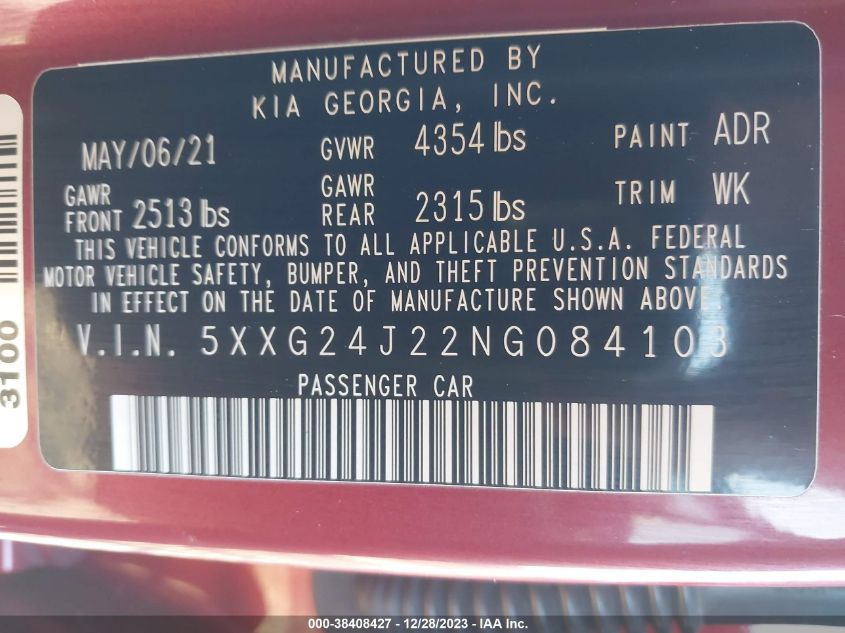 MANUFACTURED BY
KIA GEORGIA, INC.
MAY/06/21 GVWR 4354 lbs PAINT ADR
GAWR FRONT 2513 lbs GAWR REAR 2315 lbs TRIM WK
THIS VEHICLE CONFORMS TO ALL APPLICABLE U.S.A. FEDERAL
MOTOR VEHICLE SAFETY, BUMPER, AND THEFT PREVENTION STANDARDS
IN EFFECT ON THE DATE OF MANUFACTURE SHOWN ABOVE.
V.I.N. 5XXG24J22NG084103
PASSENGER CAR
3100
000-38408427 - 12/28/2023 - IAA Inc.